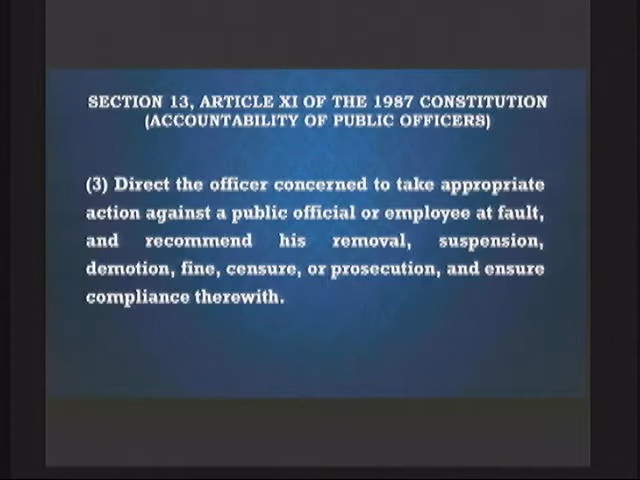 SECTION 13, ARTICLE XI OF THE 1987 CONSTITUTION
(ACCOUNTABILITY OF PUBLIC OFFICERS)
(3) Direct the officer concerned to take appropriate
action against a public official or employee at fault,
and recommend his removal, suspension,
demotion, fine, censure, or prosecution, and ensure
compliance therewith.